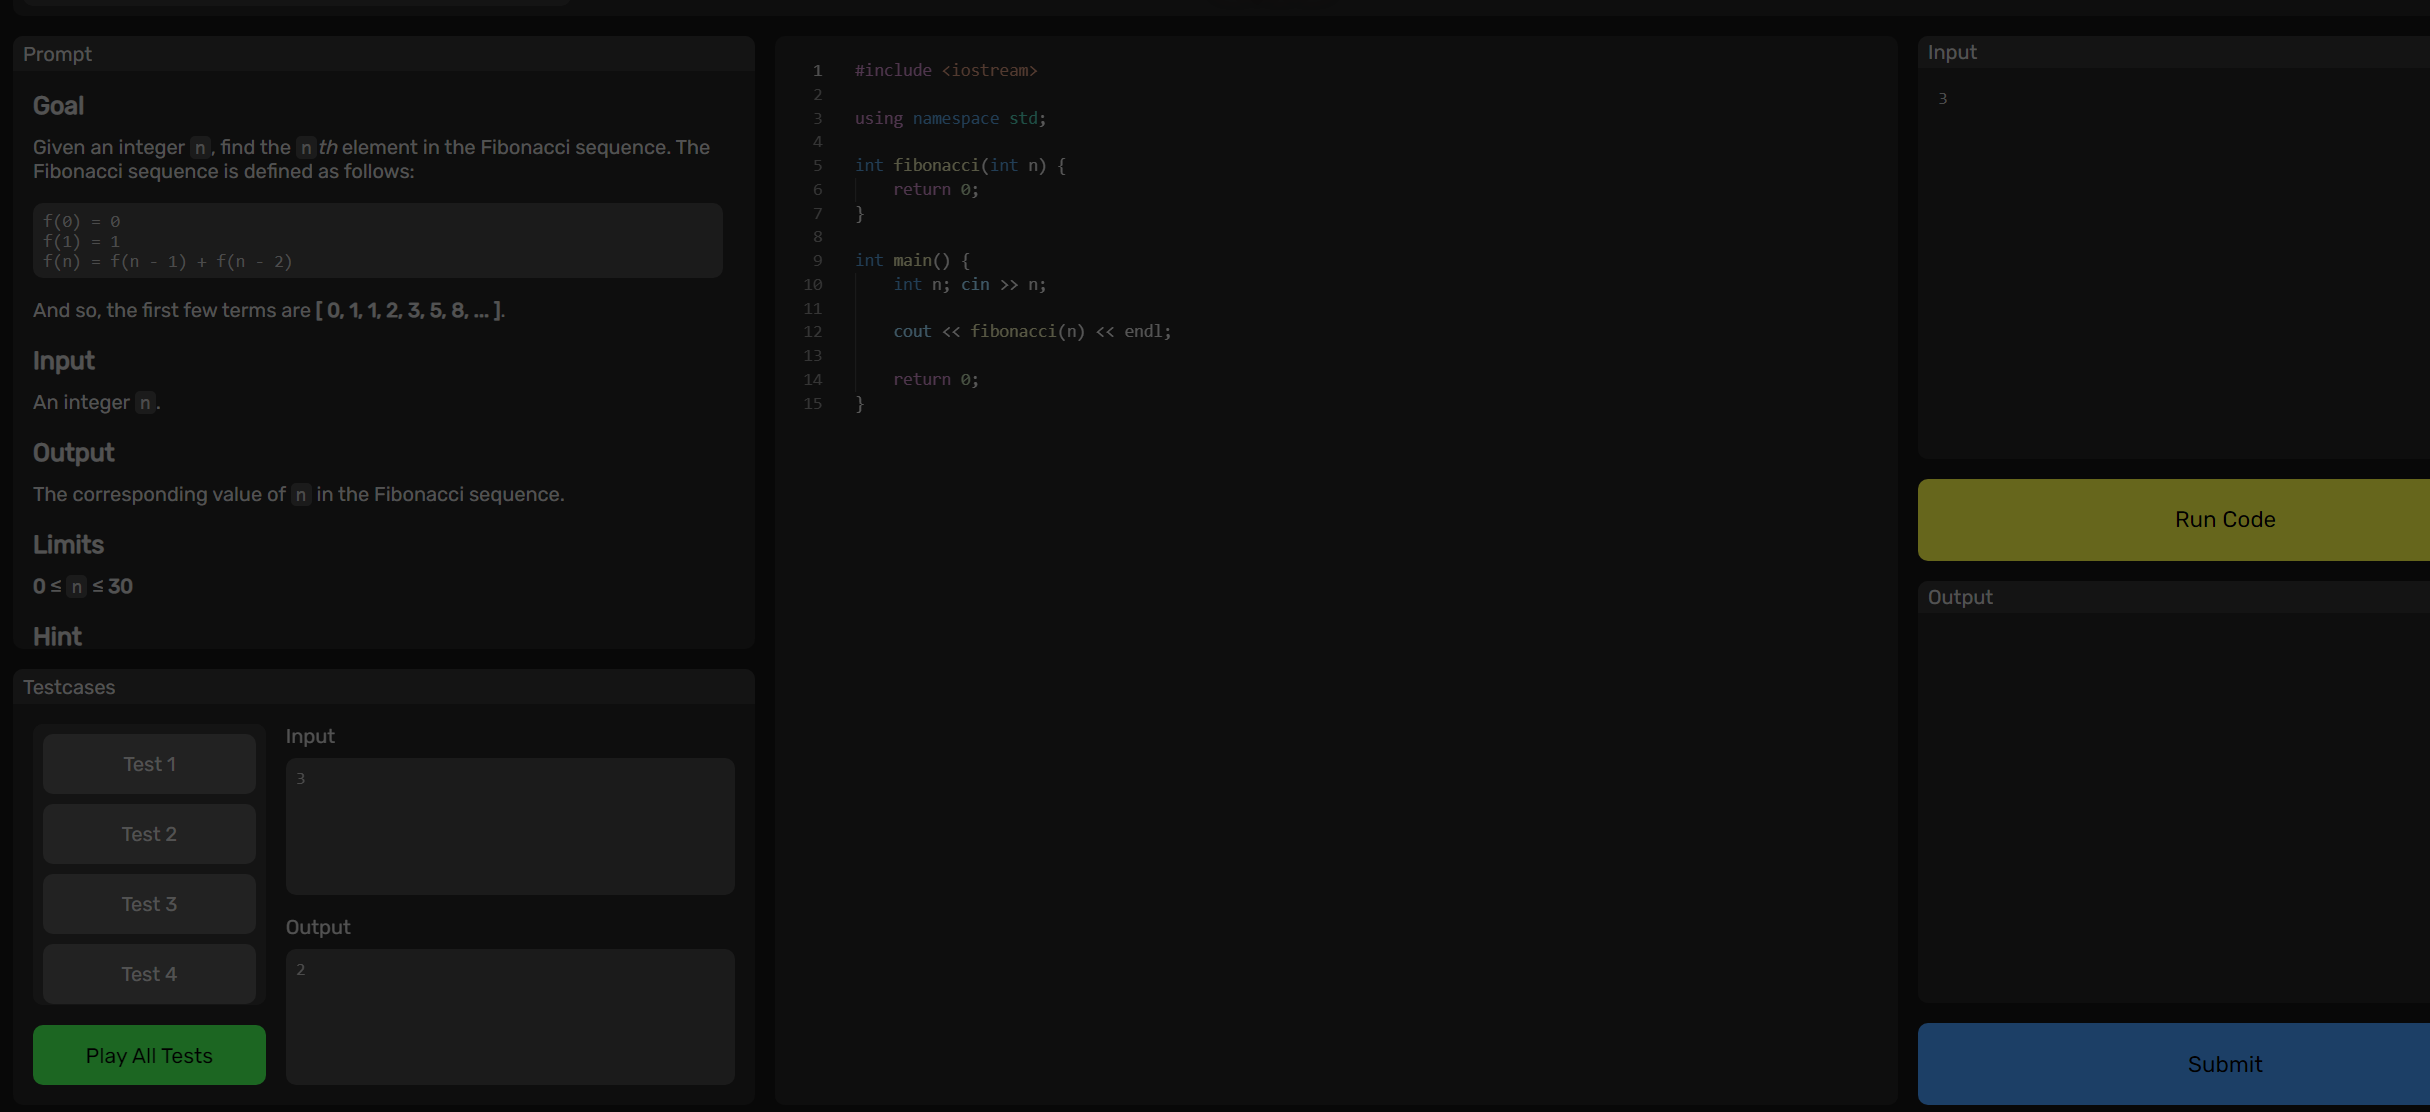 Prompt
Goal
Given an integer n, find the nth element in the Fibonacci sequence. The
Fibonacci sequence is defined as follows:
f(0) = 0
f(1) = 1
f(n) = f(n - 1) + f(n - 2)
And so, the first few terms are [ 0, 1, 1, 2, 3, 5, 8, ... ].
Input
An integer n.
Output
The corresponding value of n in the Fibonacci sequence.
Limits
0 ≤ n ≤ 30
Hint
Testcases
Test 1
Test 2
Test 3
Test 4
Play All Tests
Input
3
Output
2
1 #include <iostream>
2
3 using namespace std;
4
5 int fibonacci(int n) {
6     return 0;
7 }
8
9 int main() {
10     int n; cin >> n;
11
12     cout << fibonacci(n) << endl;
13
14     return 0;
15 }
Input
3
Run Code
Output
Submit